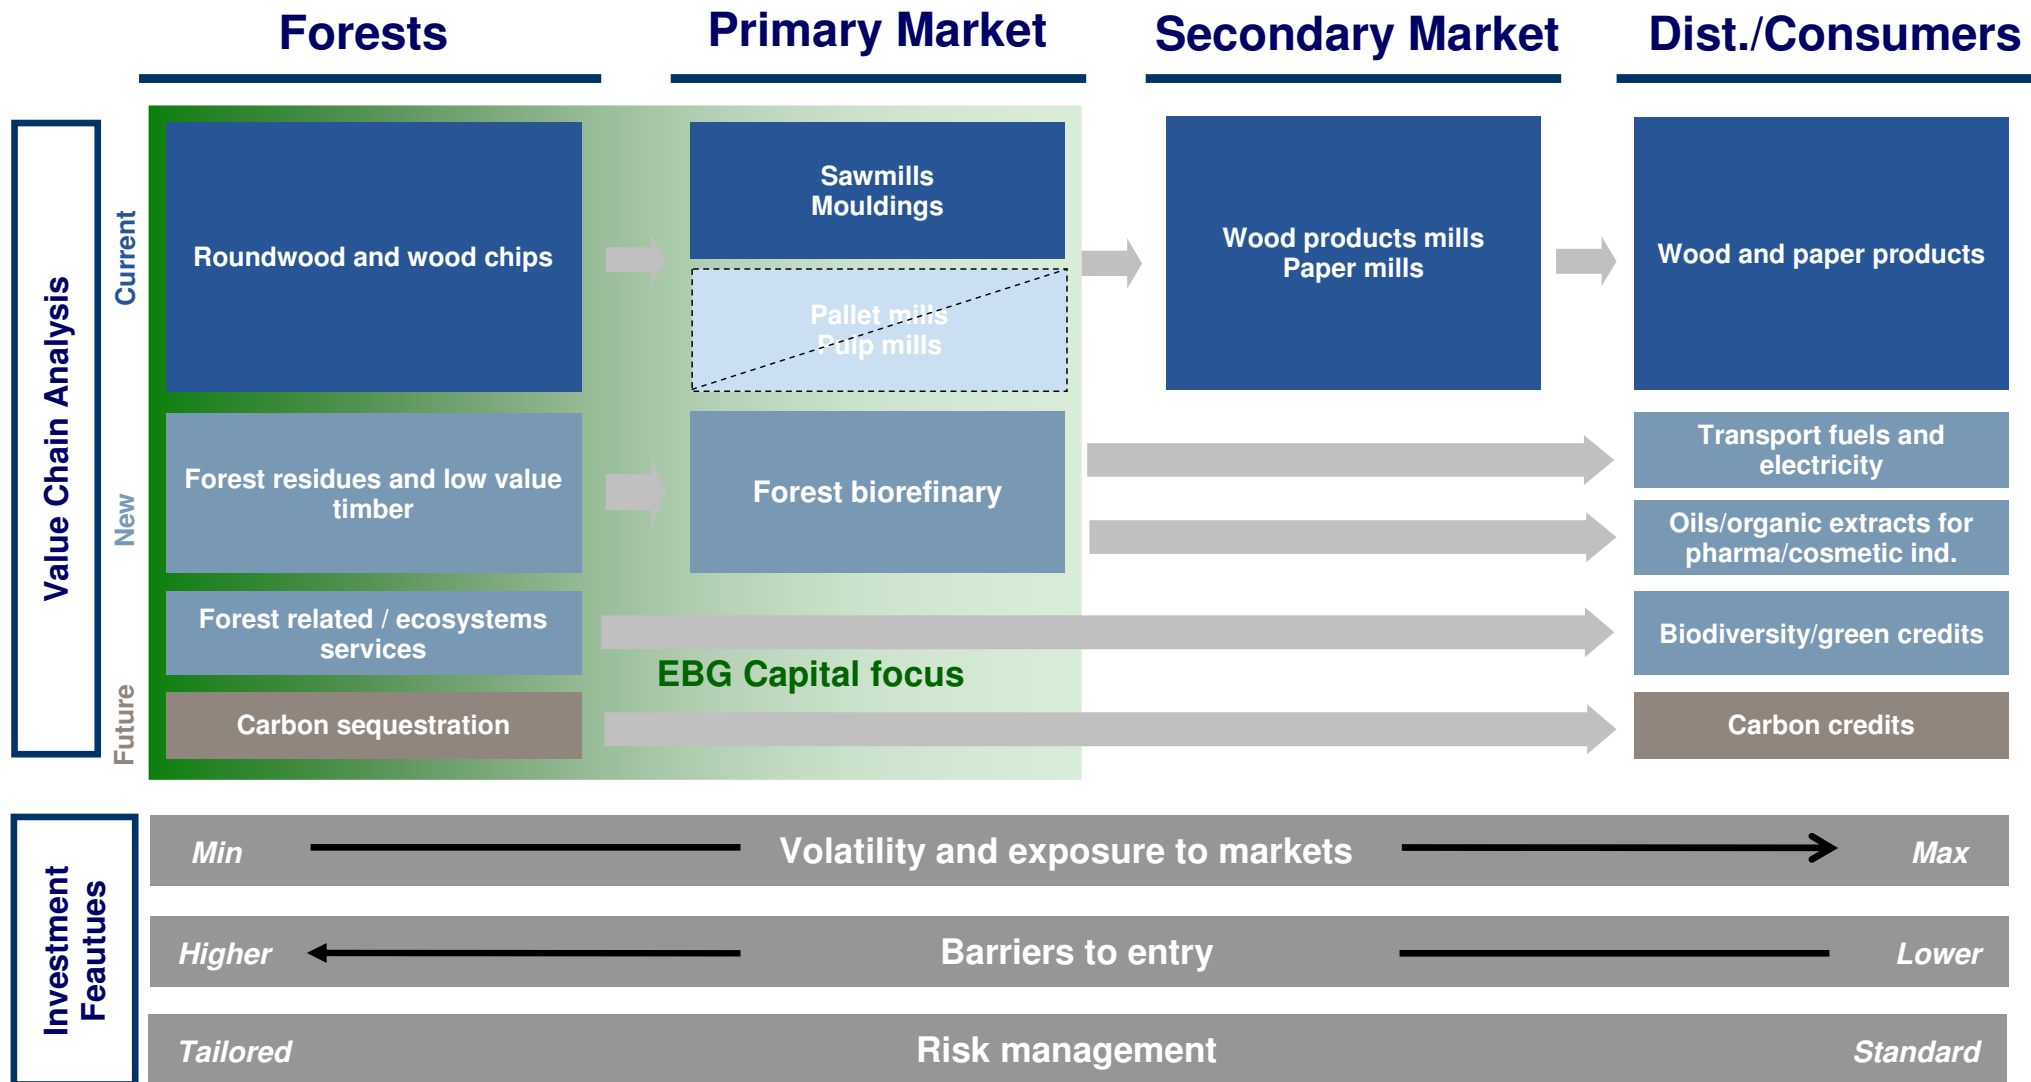 Forests
Primary Market
Secondary Market
Dist./Consumers
Value Chain Analysis
Current
Roundwood and wood chips
Sawmills
Mouldings
Pallet mills
Pulp mills
Wood products mills
Paper mills
Wood and paper products
New
Forest residues and low value
timber
Forest biorefinary
Transport fuels and
electricity
Oils/organic extracts for
pharma/cosmetic ind.
Forest related / ecosystems
services
Biodiversity/green credits
EBG Capital focus
Future
Carbon sequestration
Carbon credits
Investment
Feautues
Min
Volatility and exposure to markets
Max
Higher
Barriers to entry
Lower
Tailored
Risk management
Standard